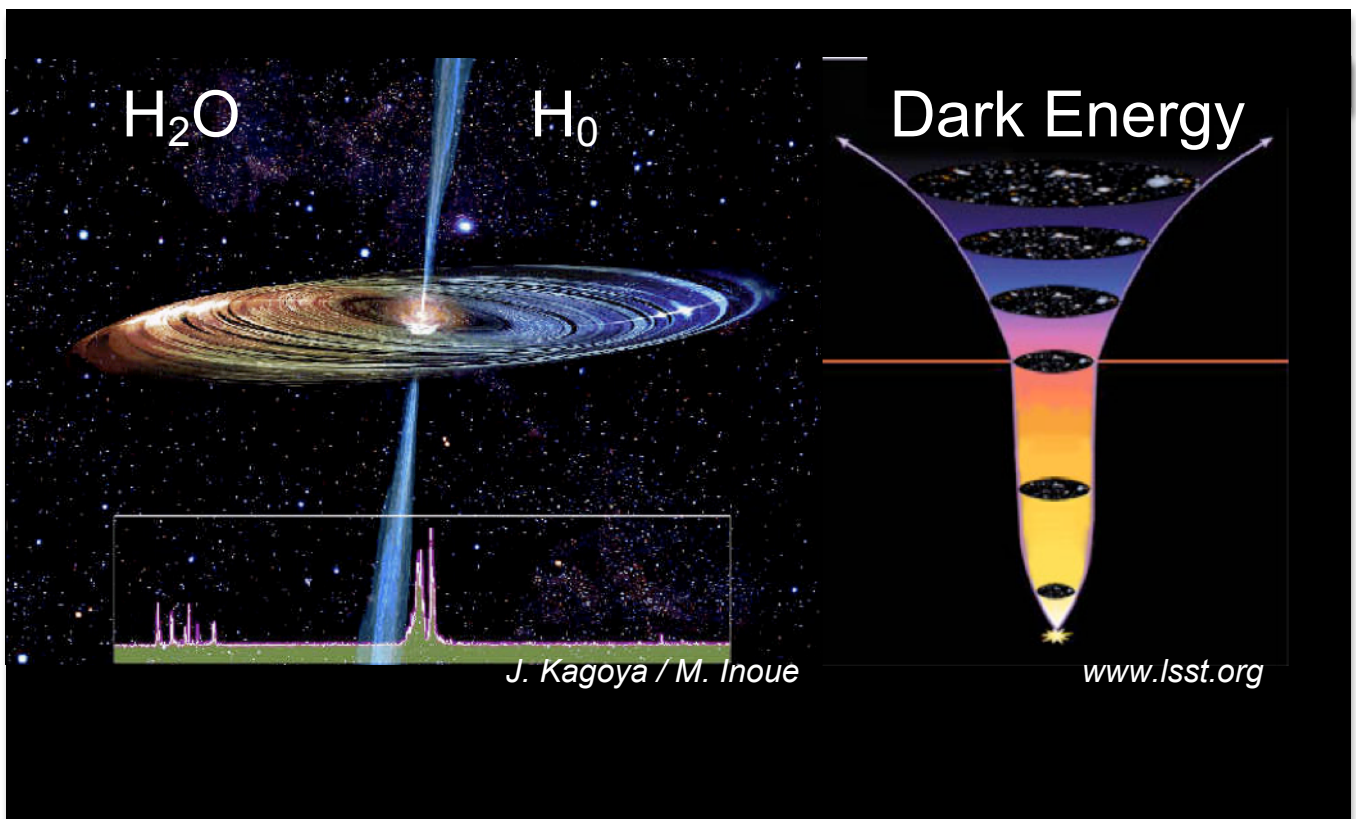 H₂O
H₀
Dark Energy
J. Kagoya / M. Inoue
www.lsst.org